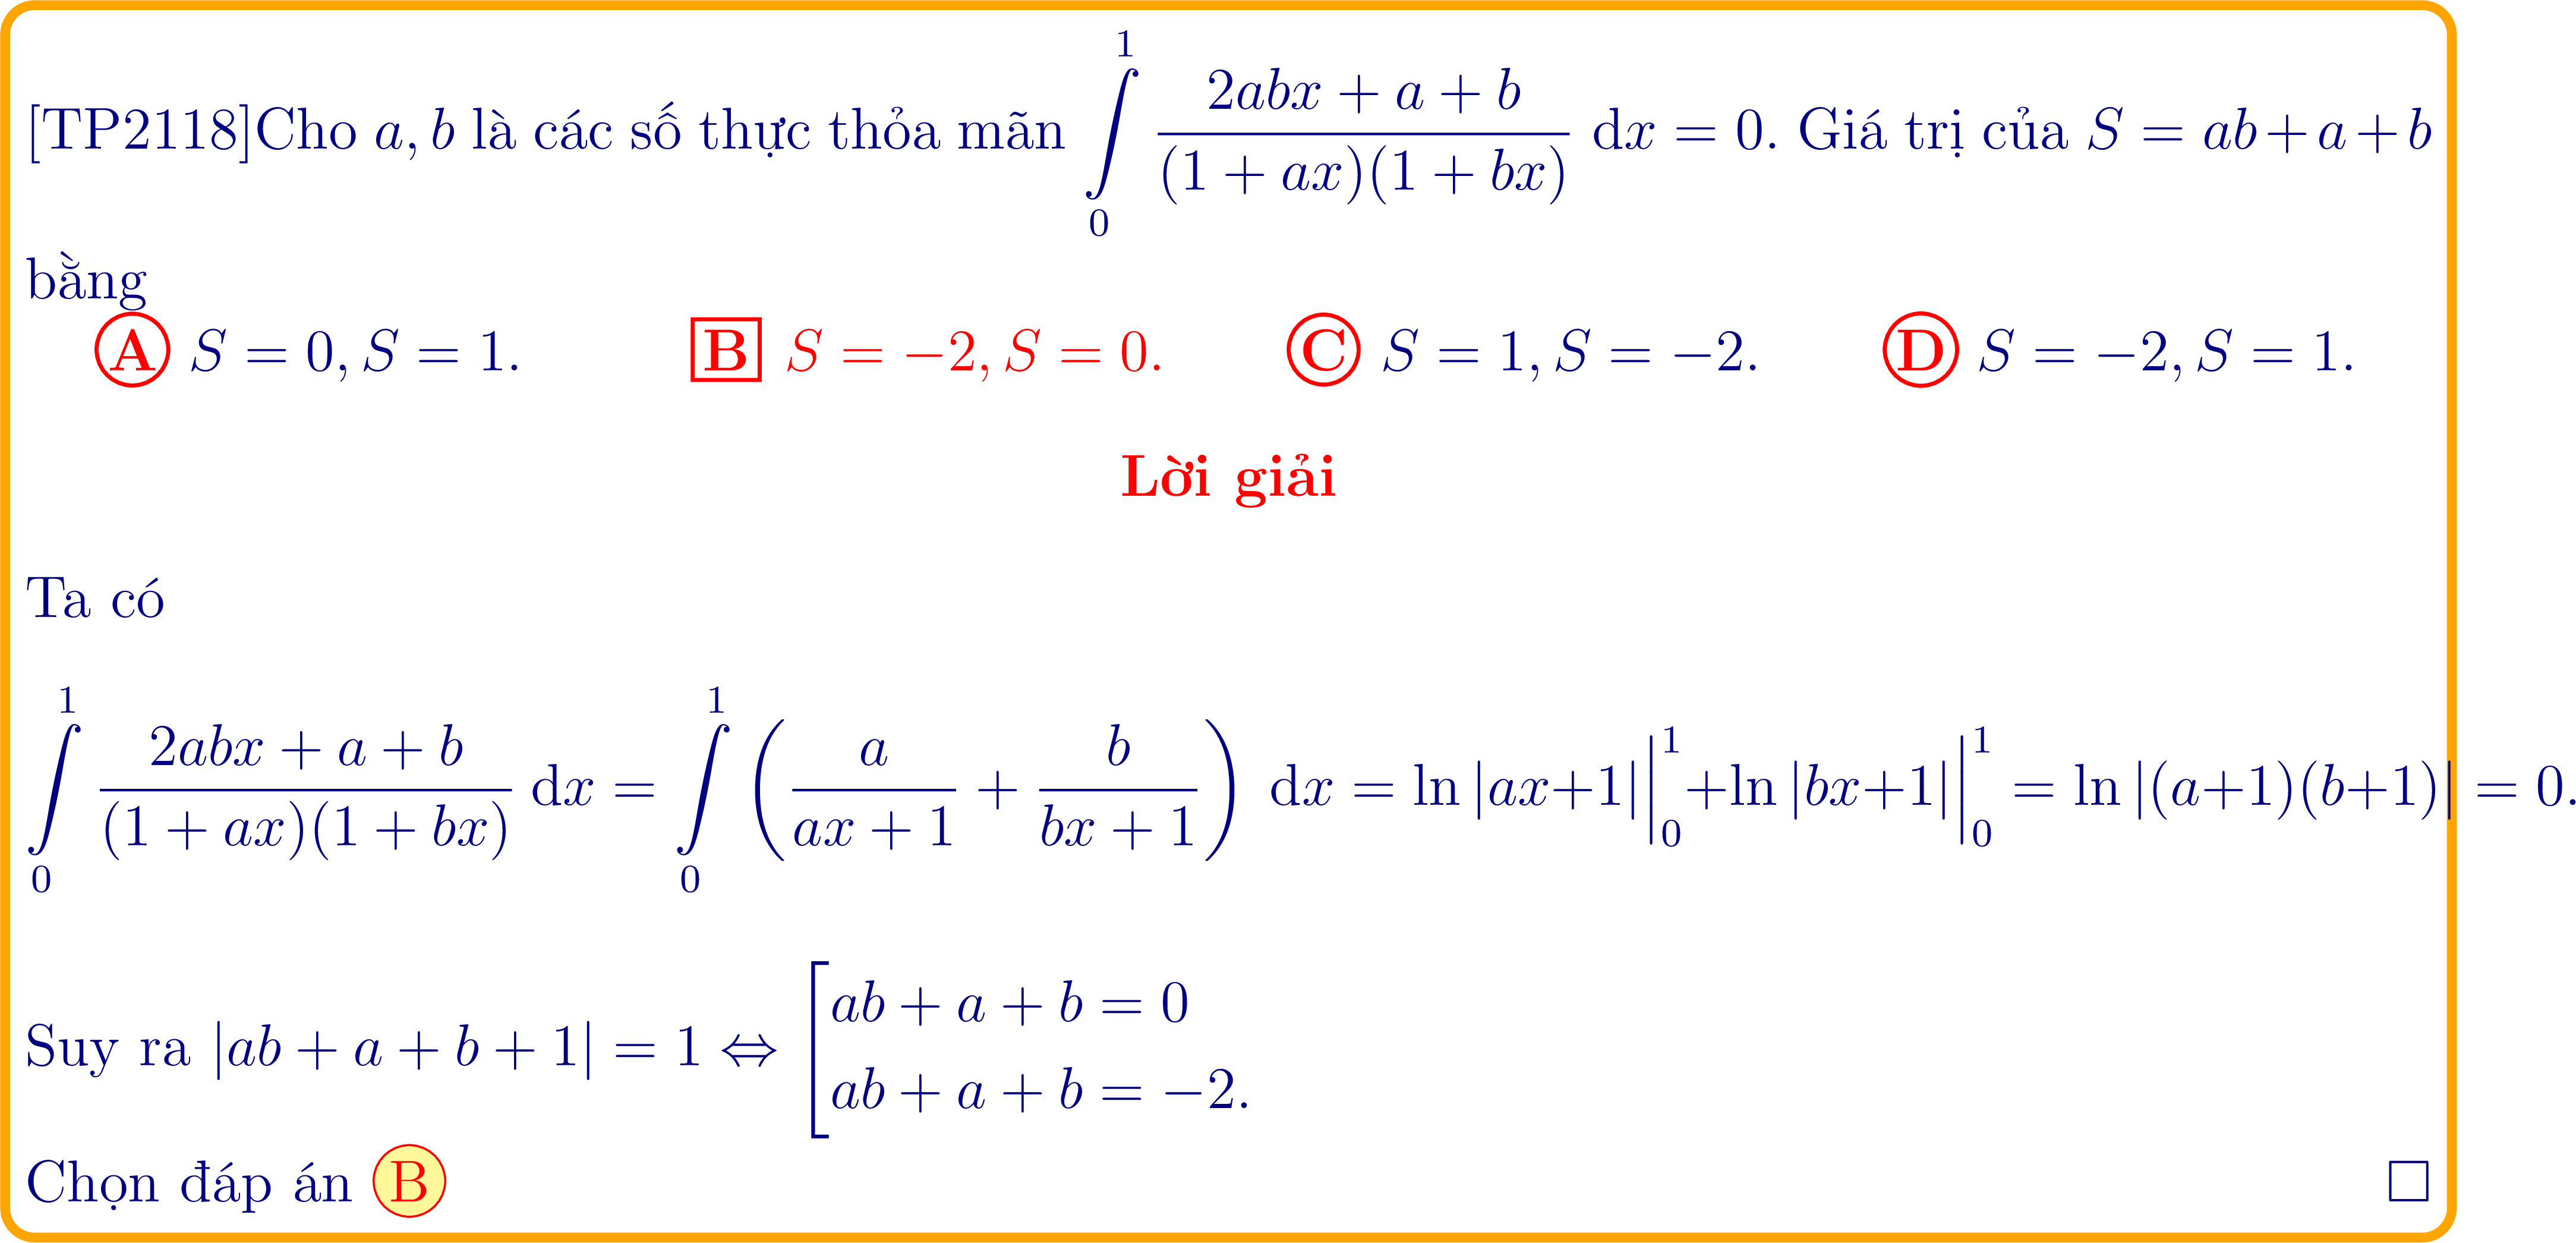 [TP2118]Cho $a, b$ là các số thực thỏa mãn $\int\limits_0^1 \frac{2abx + a + b}{(1 + ax)(1 + bx)} \, \mathrm{d}x = 0$. Giá trị của $S = ab + a + b$
bằng
Ⓐ $S = 0, S = 1.$ 🄱 $S = -2, S = 0.$ Ⓒ $S = 1, S = -2.$ Ⓓ $S = -2, S = 1.$
Lời giải
Ta có
$\int\limits_0^1 \frac{2abx + a + b}{(1 + ax)(1 + bx)} \, \mathrm{d}x = \int\limits_0^1 \left( \frac{a}{ax + 1} + \frac{b}{bx + 1} \right) \, \mathrm{d}x = \ln |ax+1| \Big|_0^1 + \ln |bx+1| \Big|_0^1 = \ln |(a+1)(b+1)| = 0.$
Suy ra $|ab + a + b + 1| = 1 \Leftrightarrow \left[ \begin{array}{l} ab + a + b = 0 \\ ab + a + b = -2. \end{array} \right.$
Chọn đáp án Ⓑ □